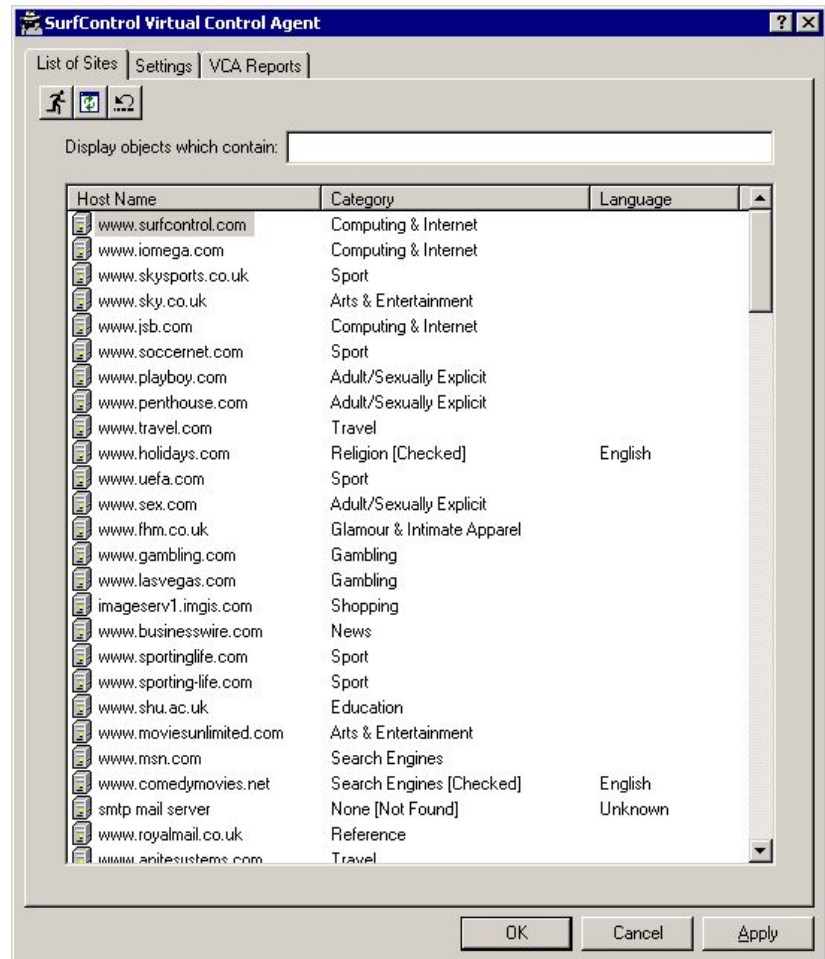 SurfControl Virtual Control Agent
List of Sites Settings VCA Reports
Display objects which contain:
Host Name Category Language
www.surfcontrol.com Computing & Internet
www.iomega.com Computing & Internet
www.skysports.co.uk Sport
www.sky.co.uk Arts & Entertainment
www.jsb.com Computing & Internet
www.soccernet.com Sport
www.playboy.com Adult/Sexually Explicit
www.penthouse.com Adult/Sexually Explicit
www.travel.com Travel
www.holidays.com Religion [Checked] English
www.uefa.com Sport
www.sex.com Adult/Sexually Explicit
www.fhm.co.uk Glamour & Intimate Apparel
www.gambling.com Gambling
www.lasvegas.com Gambling
imageserv1.imgis.com Shopping
www.businesswire.com News
www.sportinglife.com Sport
www.sporting-life.com Sport
www.shu.ac.uk Education
www.moviesunlimited.com Arts & Entertainment
www.msn.com Search Engines
www.comedymovies.net Search Engines [Checked] English
smtp mail server None [Not Found] Unknown
www.royalmail.co.uk Reference
www.anitesystems.com Travel
OK Cancel Apply